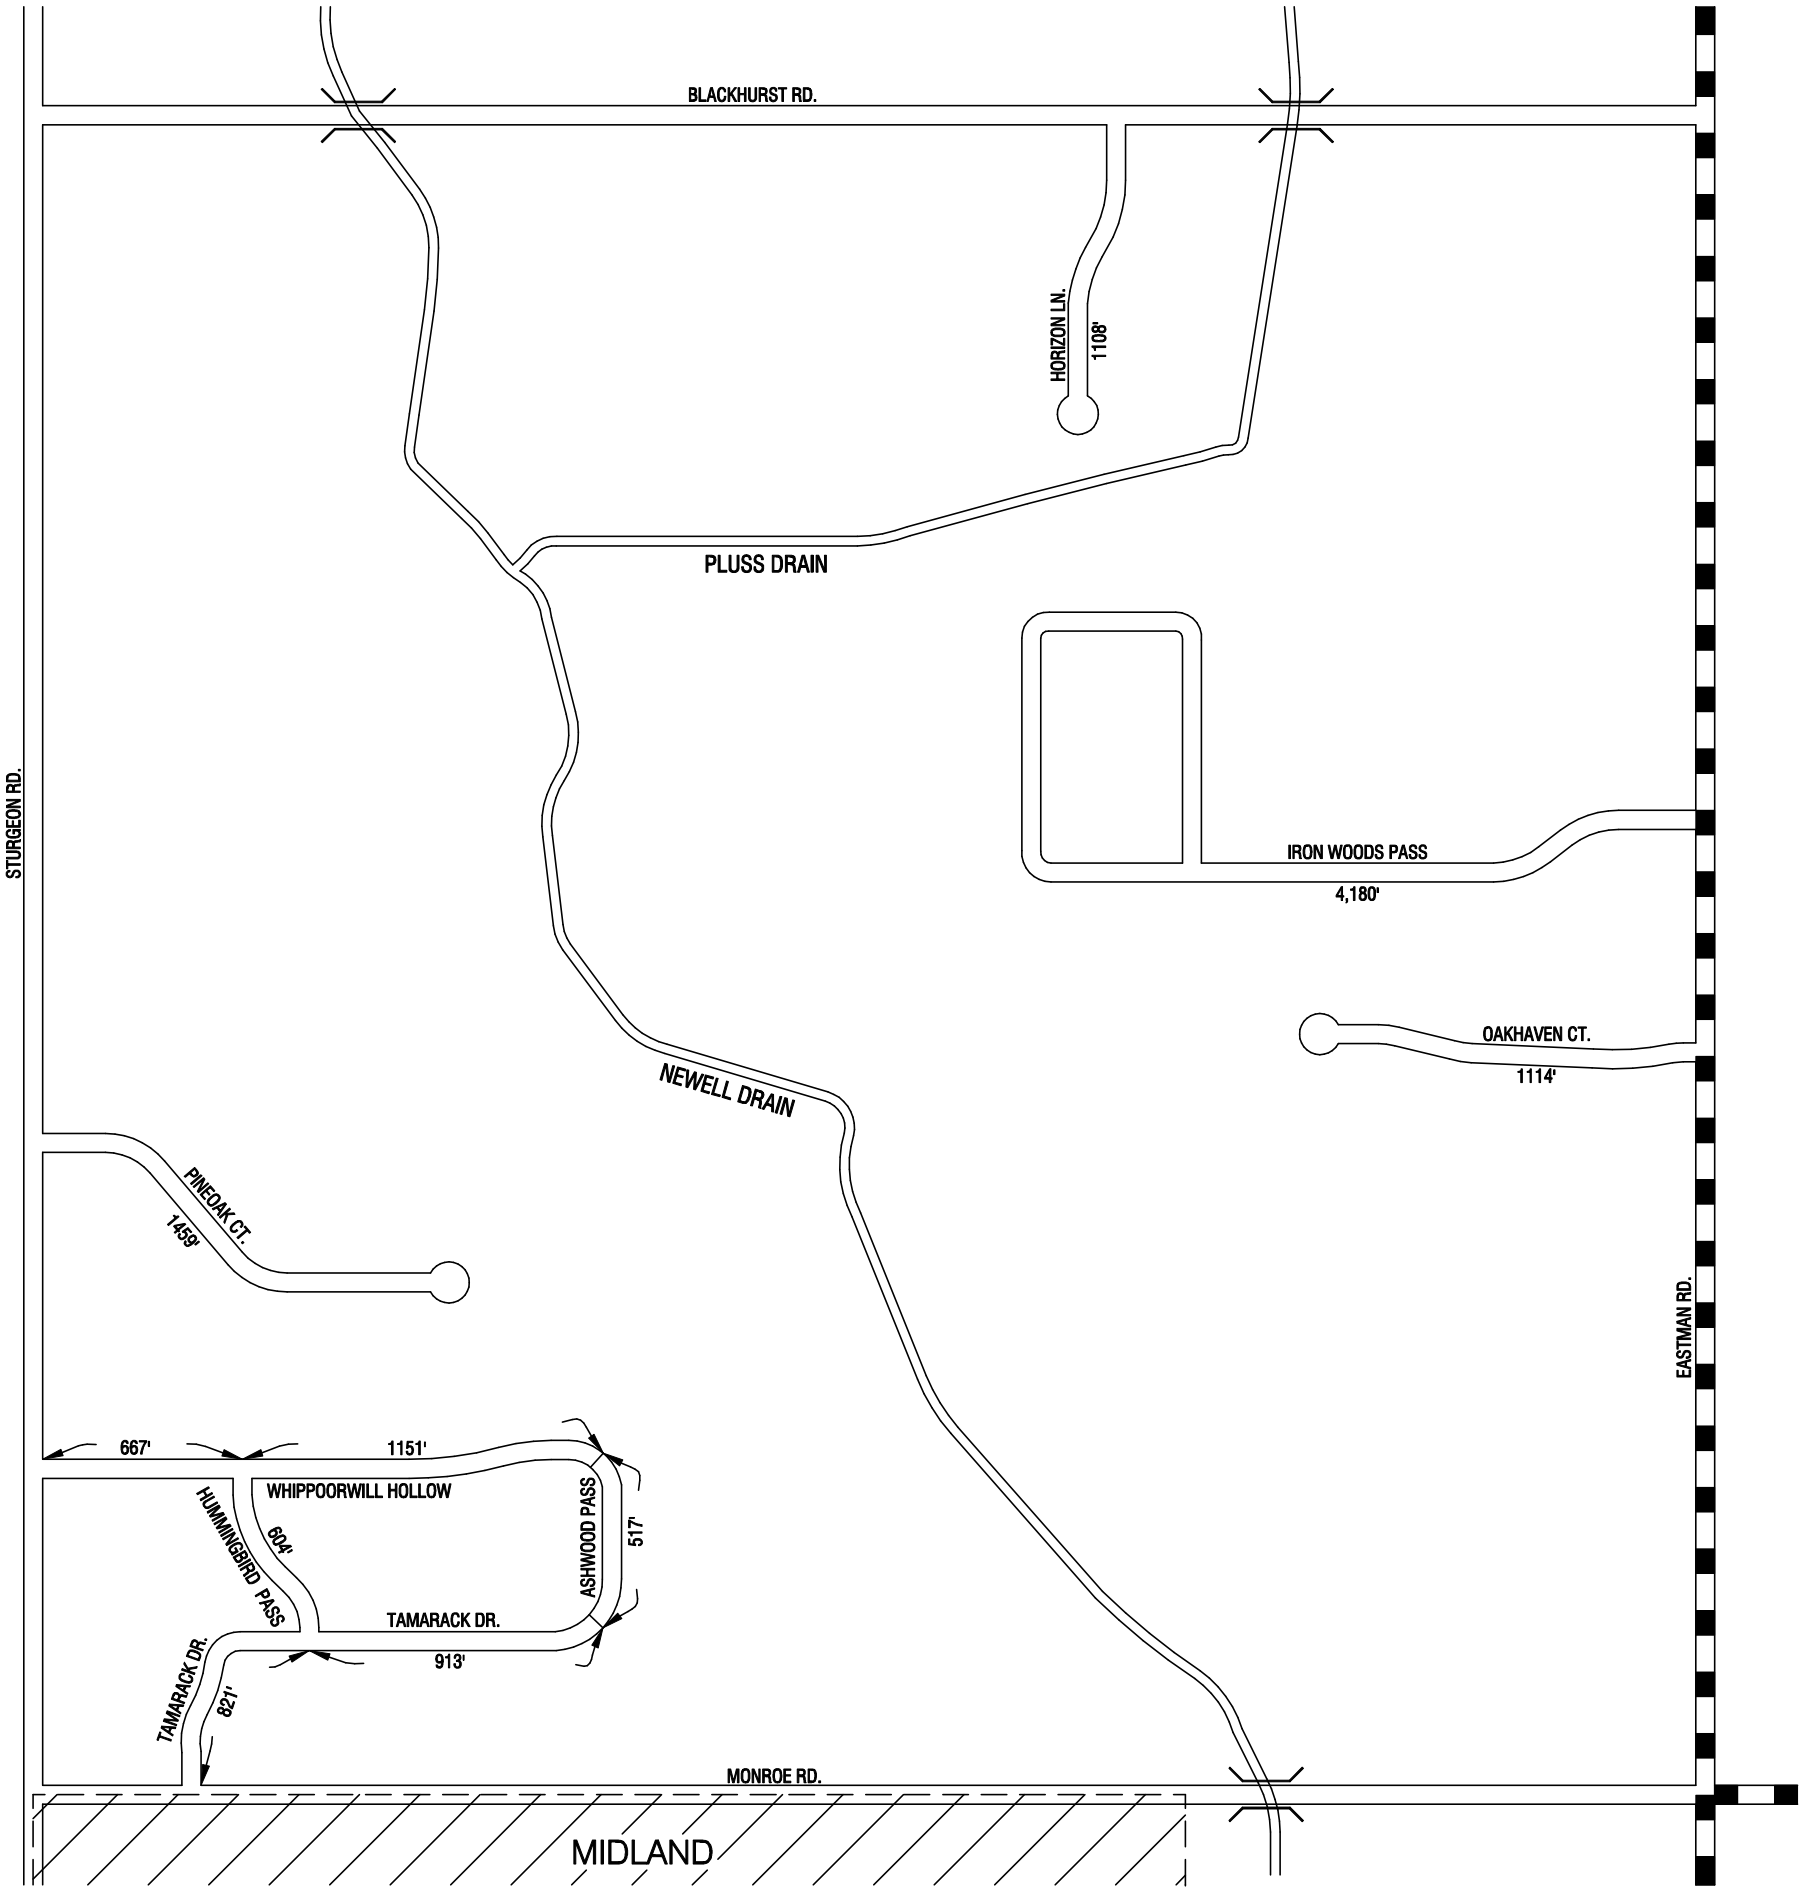 BLACKHURST RD.
HORIZON LN.
1108'
PLUSS DRAIN
STURGEON RD.
IRON WOODS PASS
4,180'
OAKHAVEN CT.
1114'
NEWELL DRAIN
PINEOAK CT.
1459'
EASTMAN RD.
667'
1151'
WHIPPOORWILL HOLLOW
HUMMINGBIRD PASS
604'
ASHWOOD PASS
517'
TAMARACK DR.
913'
TAMARACK DR.
821'
MONROE RD.
MIDLAND